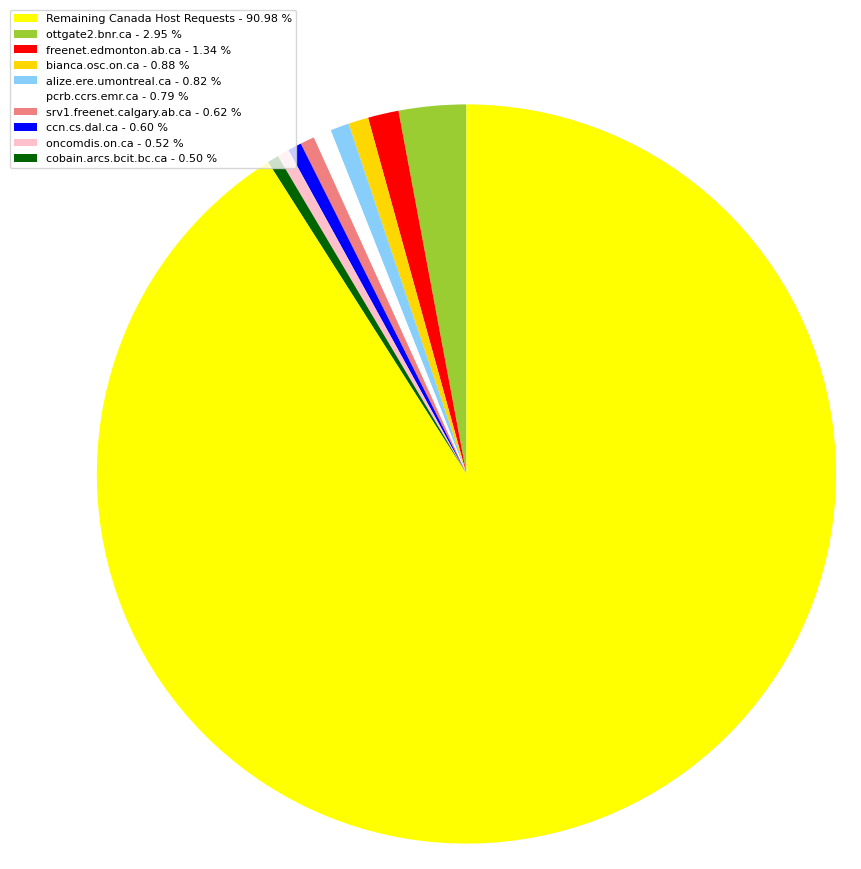 Remaining Canada Host Requests - 90.98 %
ottgate2.bnr.ca - 2.95 %
freenet.edmonton.ab.ca - 1.34 %
bianca.osc.on.ca - 0.88 %
alize.ere.umontreal.ca - 0.82 %
pcrb.ccrs.emr.ca - 0.79 %
srv1.freenet.calgary.ab.ca - 0.62 %
ccn.cs.dal.ca - 0.60 %
oncomdis.on.ca - 0.52 %
cobain.arcs.bcit.bc.ca - 0.50 %